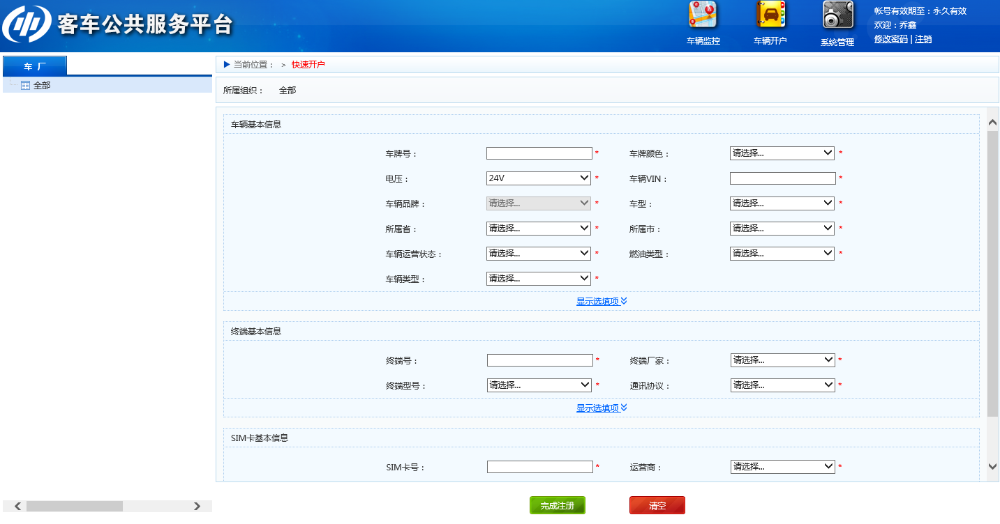 客车公共服务平台
车辆监控
车辆开户
系统管理
帐号有效期至：永久有效
欢迎：乔鑫
修改密码 | 注销
车 厂
全部
当前位置： > 快速开户
所属组织： 全部
车辆基本信息
车牌号： * 车牌颜色： 请选择... *
电压： 24V * 车辆VIN： *
车辆品牌： 请选择... * 车型： 请选择... *
所属省： 请选择... * 所属市： 请选择... *
车辆运营状态： 请选择... * 燃油类型： 请选择... *
车辆类型： 请选择... *
显示选填项
终端基本信息
终端号： * 终端厂家： 请选择... *
终端型号： 请选择... * 通讯协议： 请选择... *
显示选填项
SIM卡基本信息
SIM卡号： * 运营商： 请选择... *
完成注册 清空